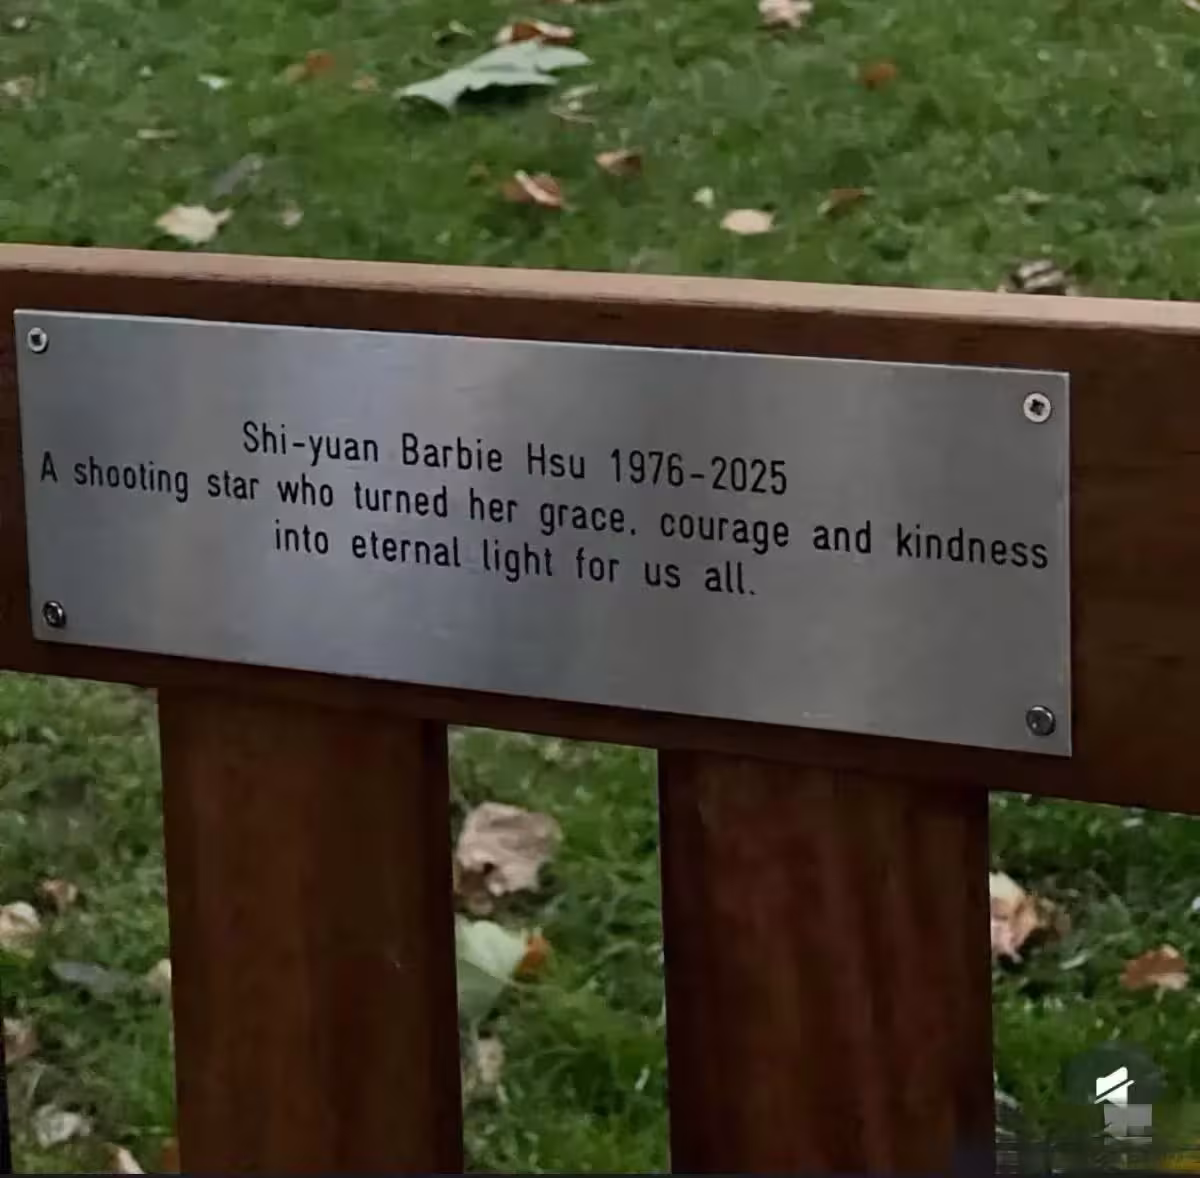 Shi-yuan Barbie Hsu 1976-2025
A shooting star who turned her grace. courage and kindness
into eternal light for us all.